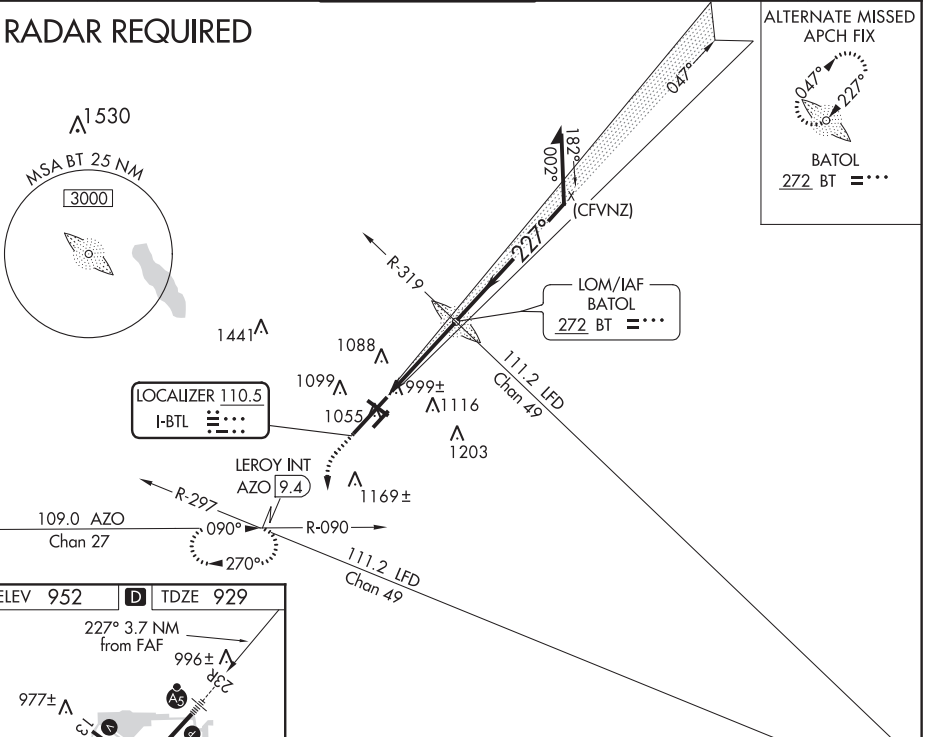 RADAR REQUIRED
ALTERNATE MISSED
APCH FIX
047°
227°
BATOL
272 BT
1530
MSA BT 25 NM
3000
047°
182°
002°
(CFVNZ)
227°
R-319
LOM/IAF
BATOL
272 BT
1441
1088
1099
999±
1116
1055
1203
111.2 LFD
Chan 49
LOCALIZER 110.5
I-BTL
LEROY INT
AZO 9.4
1169±
R-297
109.0 AZO
Chan 27
090°
R-090
270°
111.2 LFD
Chan 49
ELEV 952
D
TDZE 929
227° 3.7 NM
from FAF
996±
23R
977±
A5
13
V
P